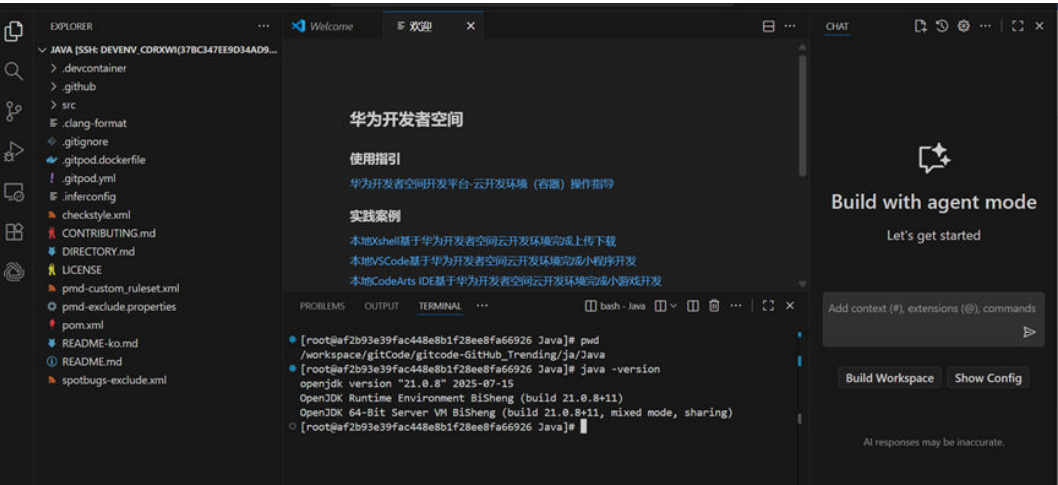 EXPLORER
JAVA [SSH: DEVENV_CDRXWI(378C347EE9D34AD9...
.devcontainer
.github
src
.clang-format
.gitignore
.gitpod.dockerfile
.gitpod.yml
.inferconfig
checkstyle.xml
CONTRIBUTING.md
DIRECTORY.md
LICENSE
pmd-custom_ruleset.xml
pmd-exclude.properties
pom.xml
README-ko.md
README.md
spotbugs-exclude.xml
Welcome
欢迎
华为开发者空间
使用指引
华为开发者空间开发平台-云开发环境（容器）操作指导
实践案例
本地Xshell基于华为开发者空间云开发环境完成上传下载
本地VSCode基于华为开发者空间云开发环境完成小程序开发
本地CodeArts IDE基于华为开发者空间云开发环境完成小游戏开发
PROBLEMS OUTPUT TERMINAL ··· bash - Java
[root@af2b93e39fac448e8b1f28ee8fa66926 Java]# pwd
/workspace/gitCode/gitcode-GitHub_Trending/ja/Java
[root@af2b93e39fac448e8b1f28ee8fa66926 Java]# java -version
openjdk version "21.0.8" 2025-07-15
OpenJDK Runtime Environment BiSheng (build 21.0.8+11)
OpenJDK 64-Bit Server VM BiSheng (build 21.0.8+11, mixed mode, sharing)
[root@af2b93e39fac448e8b1f28ee8fa66926 Java]#
CHAT
Build with agent mode
Let's get started
Add context (#), extensions (@), commands
Build Workspace Show Config
AI responses may be inaccurate.